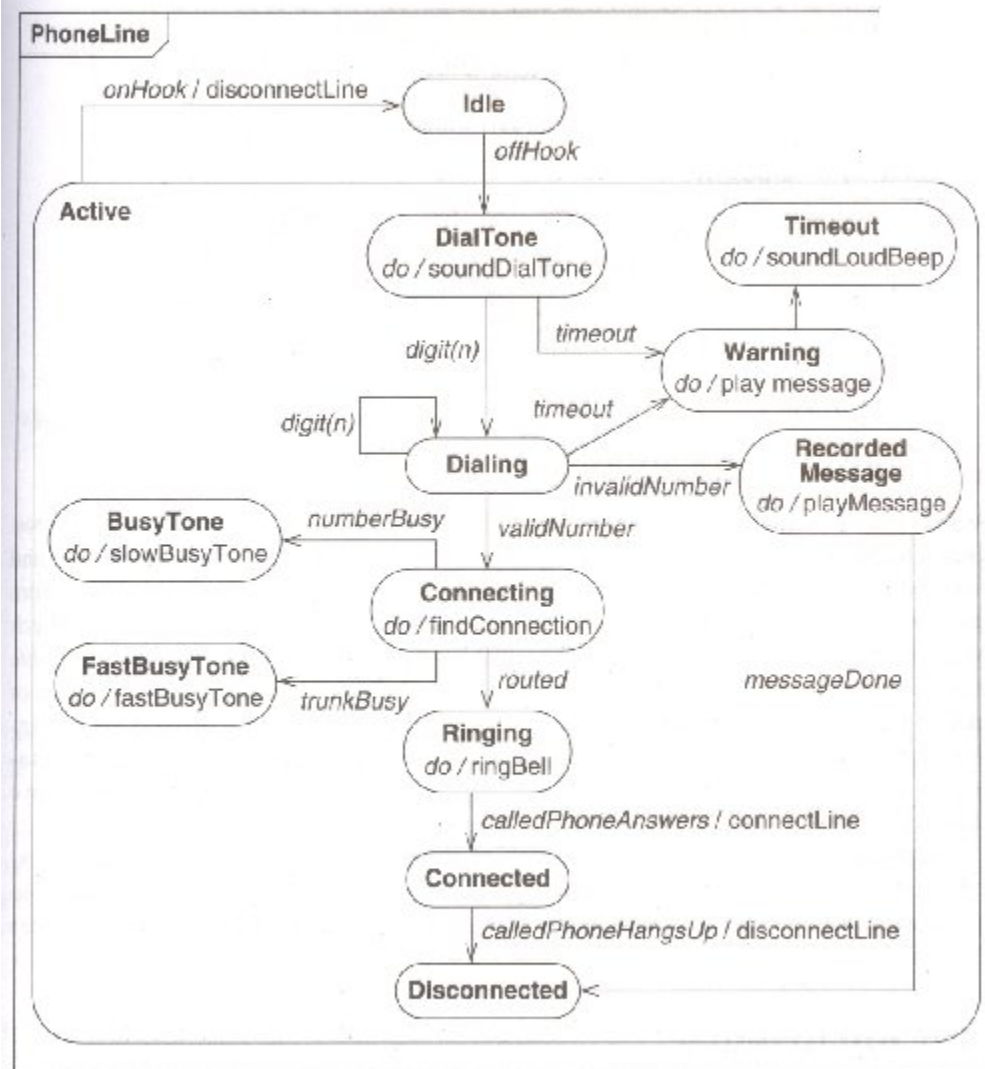 PhoneLine
onHook / disconnectLine
Idle
offHook
Active
DialTone
do / soundDialTone
Timeout
do / soundLoudBeep
timeout
Warning
do / play message
digit(n)
digit(n)
timeout
Dialing
Recorded
Message
do / playMessage
invalidNumber
BusyTone
do / slowBusyTone
numberBusy
validNumber
Connecting
do / findConnection
FastBusyTone
do / fastBusyTone
trunkBusy
routed
messageDone
Ringing
do / ringBell
calledPhoneAnswers / connectLine
Connected
calledPhoneHangsUp / disconnectLine
Disconnected